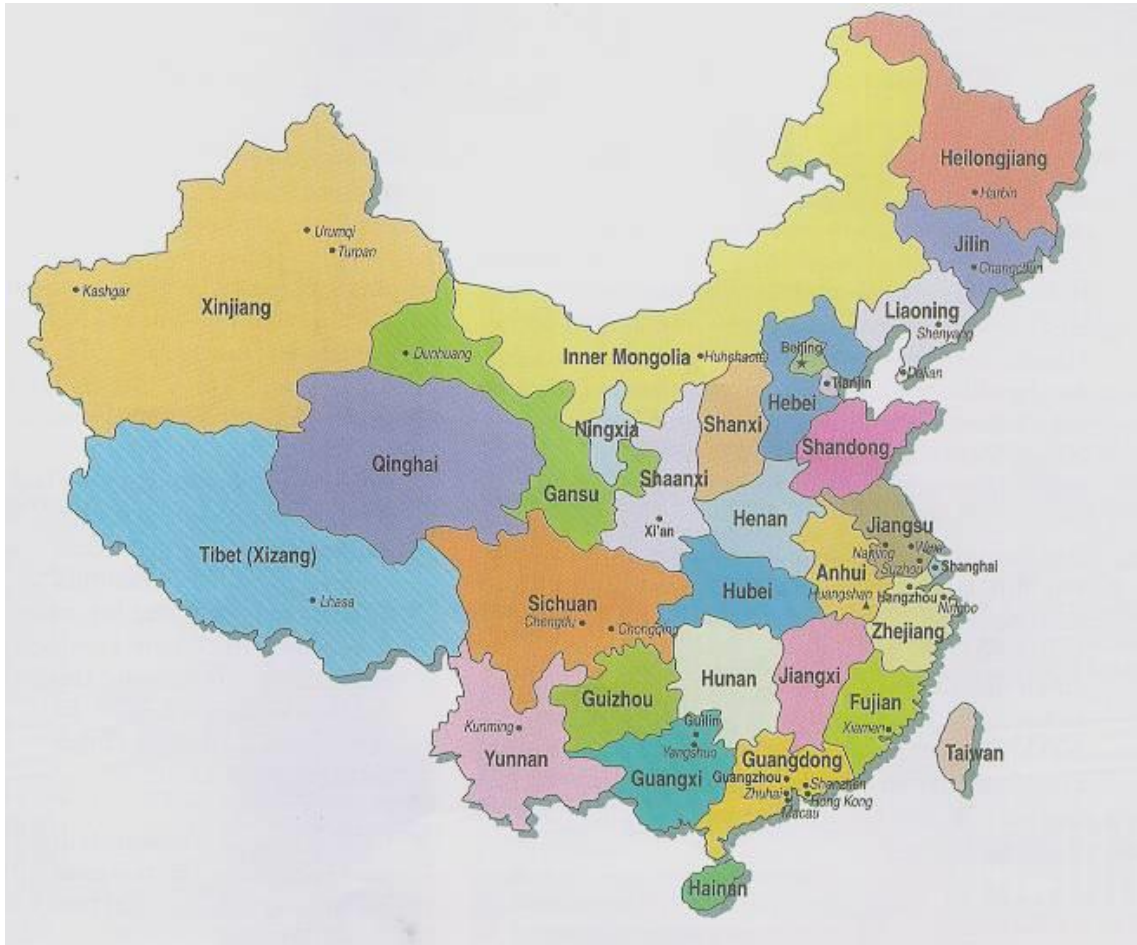 Heilongjiang
Harbin
Jilin
Changchun
Liaoning
Shenyang
Dalian
Urumqi
Turpan
Kashgar
Xinjiang
Dunhuang
Inner Mongolia
Beijing
Tianjin
Hebei
Shanxi
Shandong
Ningxia
Qinghai
Gansu
Shaanxi
Xi'an
Henan
Jiangsu
Nanjing
Wuxi
Suzhou
Shanghai
Anhui
Huangshan
Hangzhou
Ningbo
Zhejiang
Tibet (Xizang)
Lhasa
Sichuan
Chengdu
Chongqing
Hubei
Hunan
Jiangxi
Fujian
Xiamen
Taiwan
Guizhou
Kunming
Yunnan
Guilin
Yangshuo
Guangxi
Guangdong
Guangzhou
Shenzhen
Zhuhai
Hong Kong
Macau
Hainan